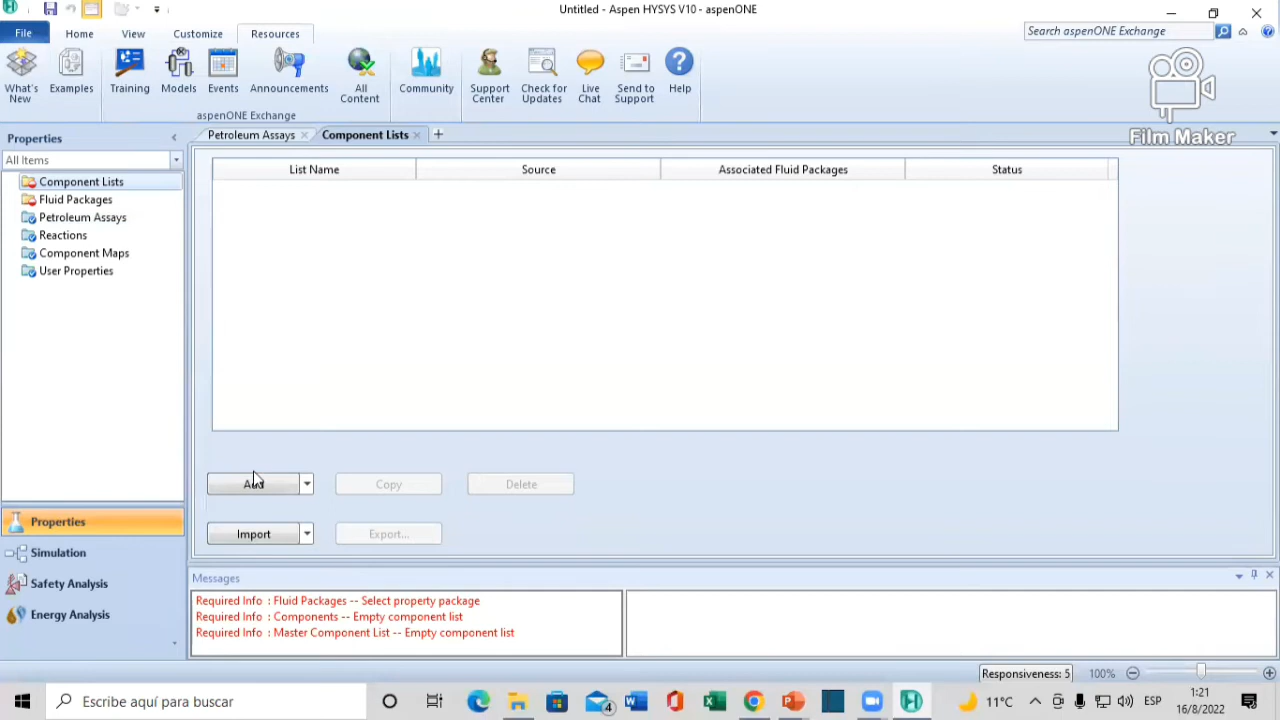 Untitled - Aspen HYSYS V10 - aspenONE
File
Home
View
Customize
Resources
Search aspenONE Exchange
What's New
Examples
Training
Models
Events
Announcements
All Content
Community
Support Center
Check for Updates
Live Chat
Send to Support
Help
aspenONE Exchange
Film Maker
Properties
All Items
Component Lists
Fluid Packages
Petroleum Assays
Reactions
Component Maps
User Properties
Petroleum Assays
Component Lists
List Name
Source
Associated Fluid Packages
Status
Add
Copy
Delete
Import
Export...
Properties
Simulation
Safety Analysis
Energy Analysis
Messages
Required Info : Fluid Packages -- Select property package
Required Info : Components -- Empty component list
Required Info : Master Component List -- Empty component list
Responsiveness: 5
100%
Escribe aquí para buscar
4
11°C
ESP
1:21
16/8/2022